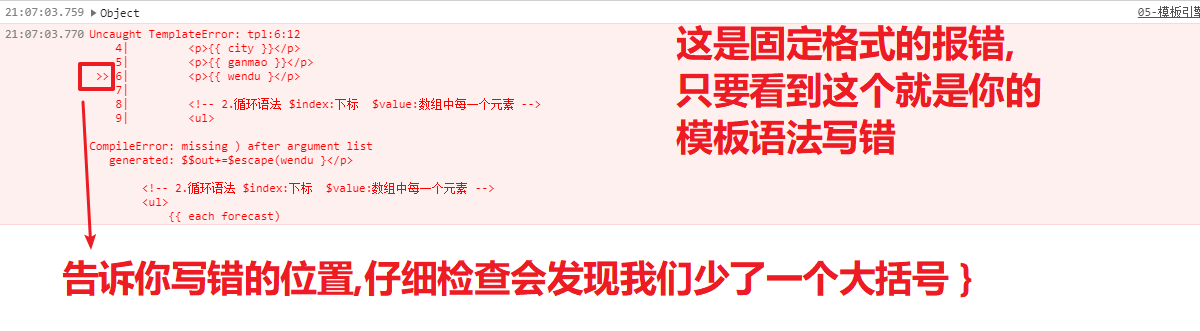 21:07:03.759 ▶ Object 05-模板引擎
21:07:03.770 Uncaught TemplateError: tpl:6:12
4| <p>{{ city }}</p>
5| <p>{{ ganmao }}</p>
>> 6| <p>{{ wendu }</p>
7|
8| <!-- 2.循环语法 $index:下标 $value:数组中每一个元素 -->
9| <ul>
CompileError: missing ) after argument list
generated: $$out+=$escape(wendu }</p>
<!-- 2.循环语法 $index:下标 $value:数组中每一个元素 -->
<ul>
{{ each forecast)
这是固定格式的报错,
只要看到这个就是你的
模板语法写错
告诉你写错的位置,仔细检查会发现我们少了一个大括号 }